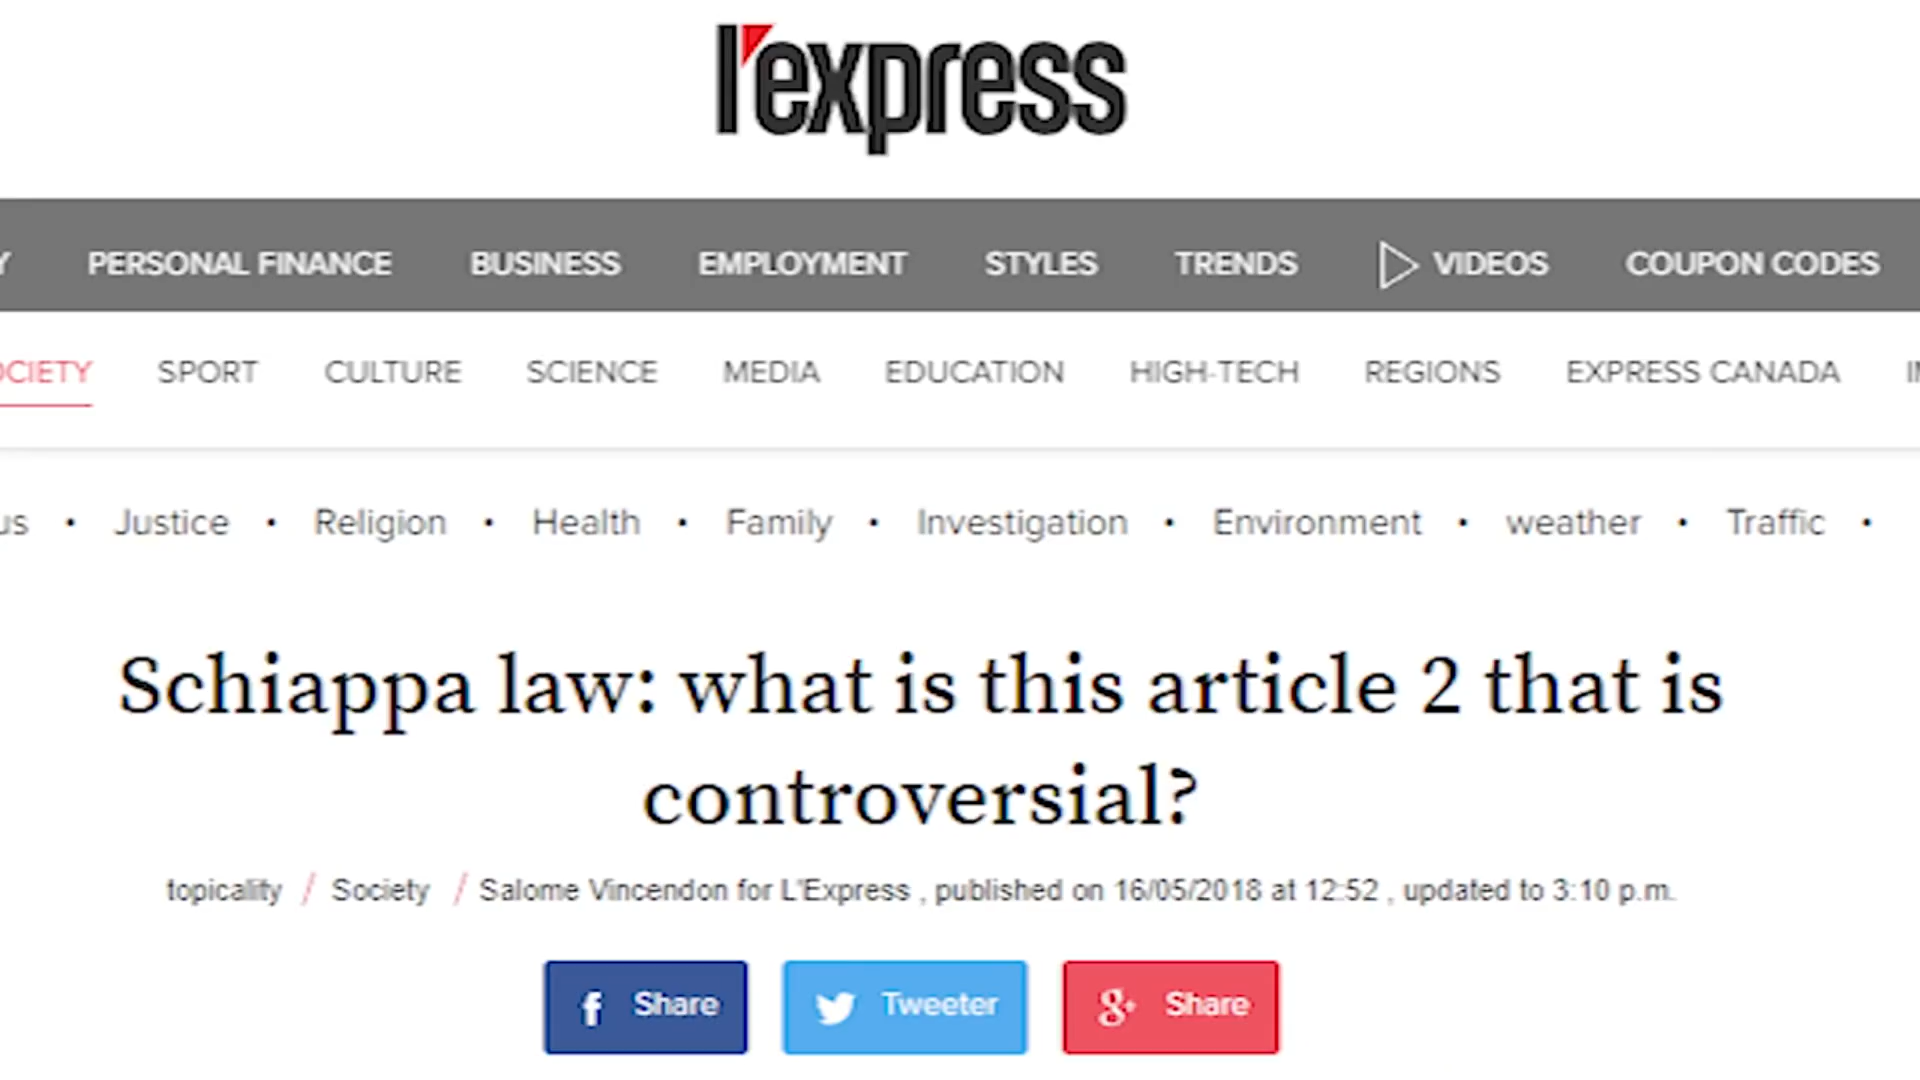 l'express
PERSONAL FINANCE BUSINESS EMPLOYMENT STYLES TRENDS VIDEOS COUPON CODES
SPORT CULTURE SCIENCE MEDIA EDUCATION HIGH-TECH REGIONS EXPRESS CANADA
Justice • Religion • Health • Family • Investigation • Environment • weather • Traffic •
Schiappa law: what is this article 2 that is
controversial?
topicality / Society / Salome Vincendon for L'Express , published on 16/05/2018 at 12:52 , updated to 3:10 p.m.
f Share Tweeter g+ Share